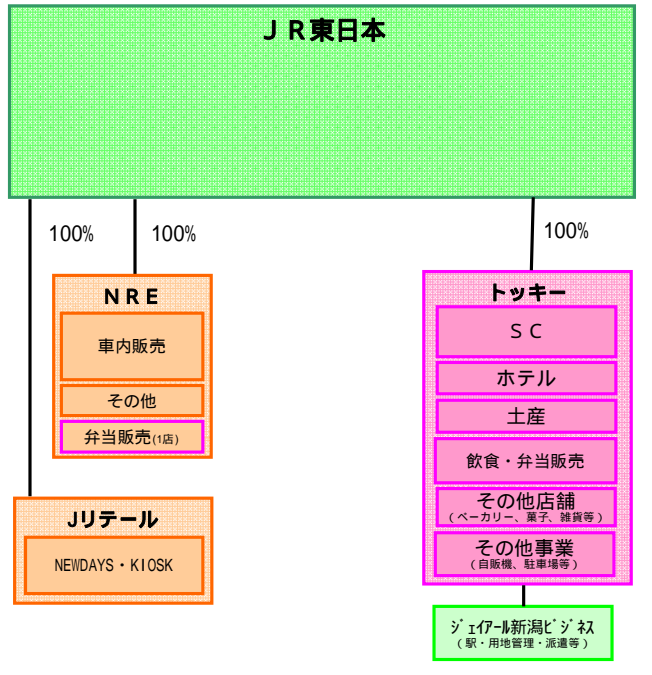 ＪＲ東日本
100%
100%
100%
ＮＲＥ
車内販売
その他
弁当販売(1店)
Jリテール
NEWDAYS・KIOSK
トッキー
ＳＣ
ホテル
土産
飲食・弁当販売
その他店舗
（ベーカリー、菓子、雑貨等）
その他事業
（自販機、駐車場等）
ｼﾞｪｲｱｰﾙ新潟ﾋﾞｼﾞﾈｽ
（駅・用地管理・派遣等）